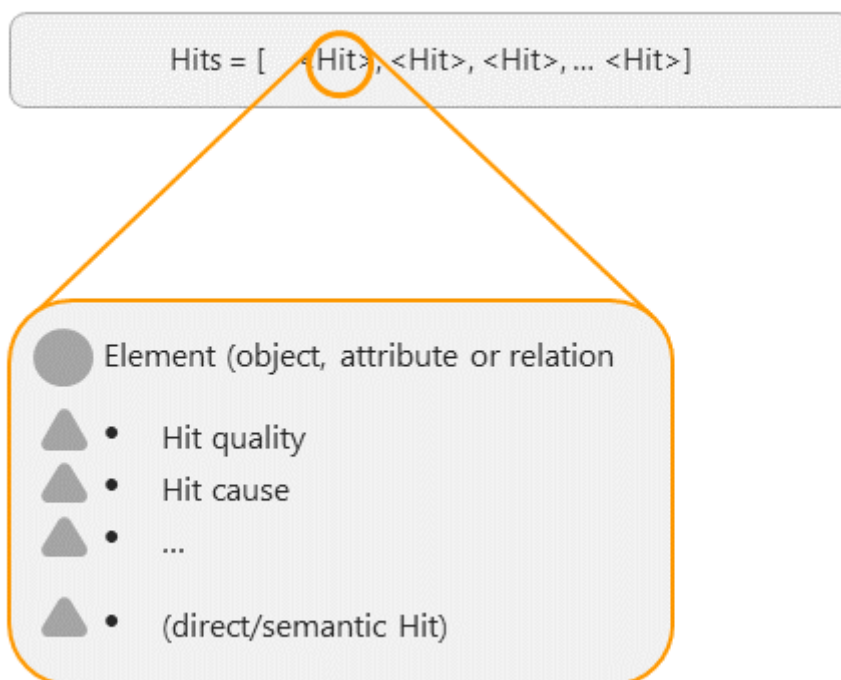 Hits = [ <Hit>, <Hit>, <Hit>, ... <Hit>]
Element (object, attribute or relation
• Hit quality
• Hit cause
• ...
• (direct/semantic Hit)